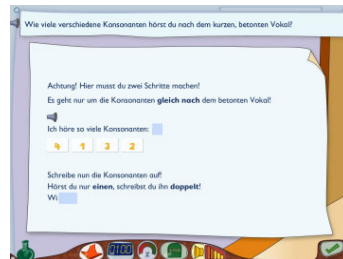 Wie viele verschiedene Konsonanten hörst du nach dem kurzen, betonten Vokal?
Achtung! Hier musst du zwei Schritte machen!
Es geht nur um die Konsonanten gleich nach dem betonten Vokal!
Ich höre so viele Konsonanten:
4 1 3 2
Schreibe nun die Konsonanten auf!
Hörst du nur einen, schreibst du ihn doppelt!
Wi